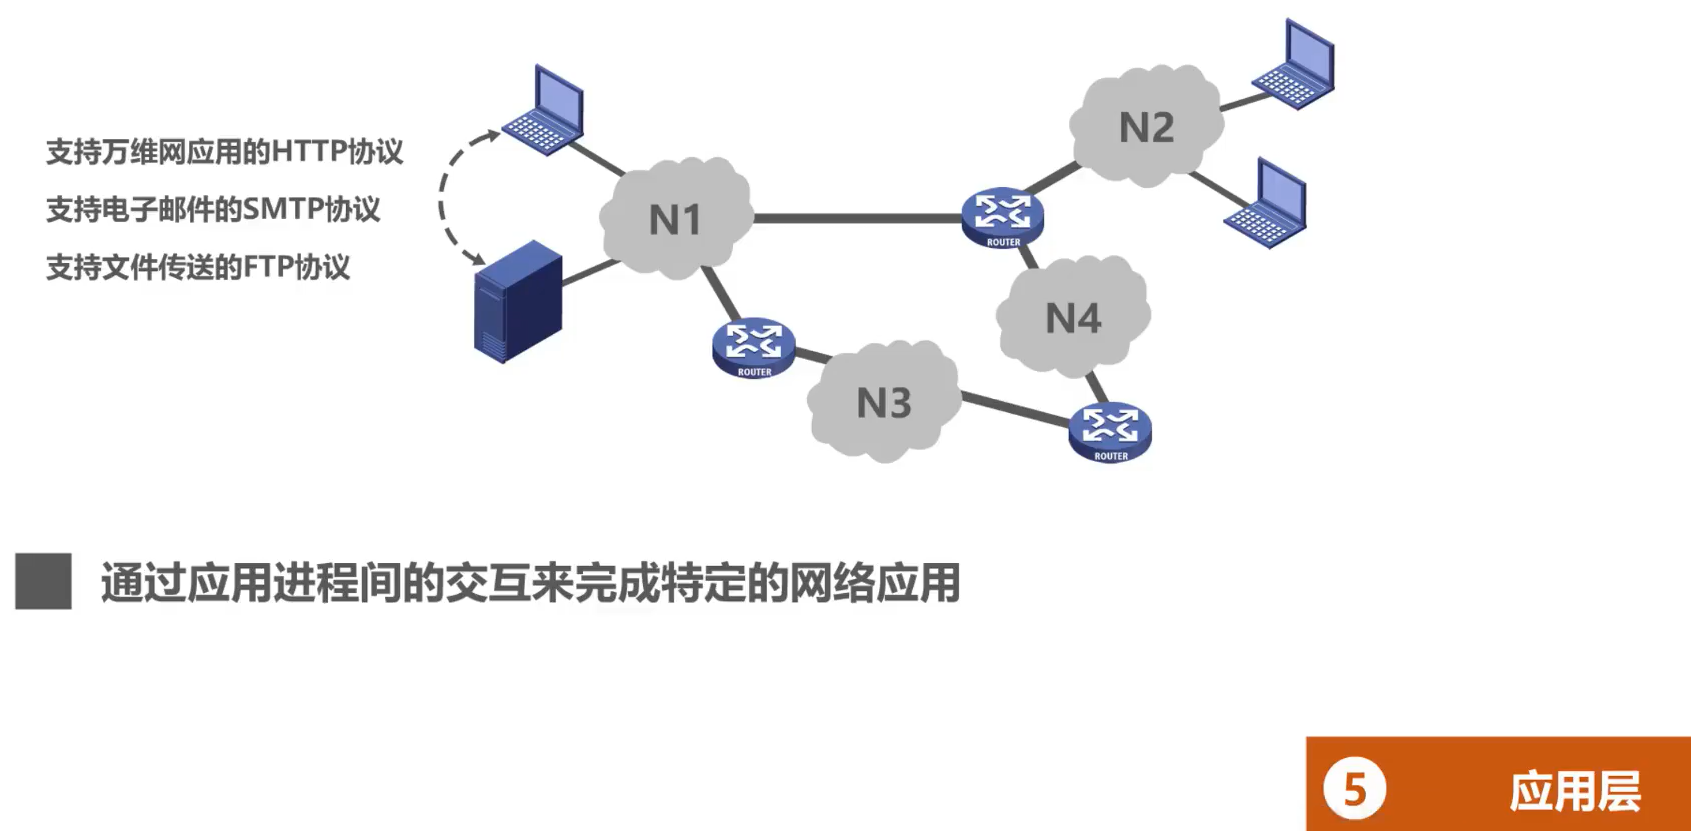 支持万维网应用的HTTP协议
支持电子邮件的SMTP协议
支持文件传送的FTP协议
N1
N2
ROUTER
N4
ROUTER
N3
ROUTER
通过应用进程间的交互来完成特定的网络应用
5 应用层